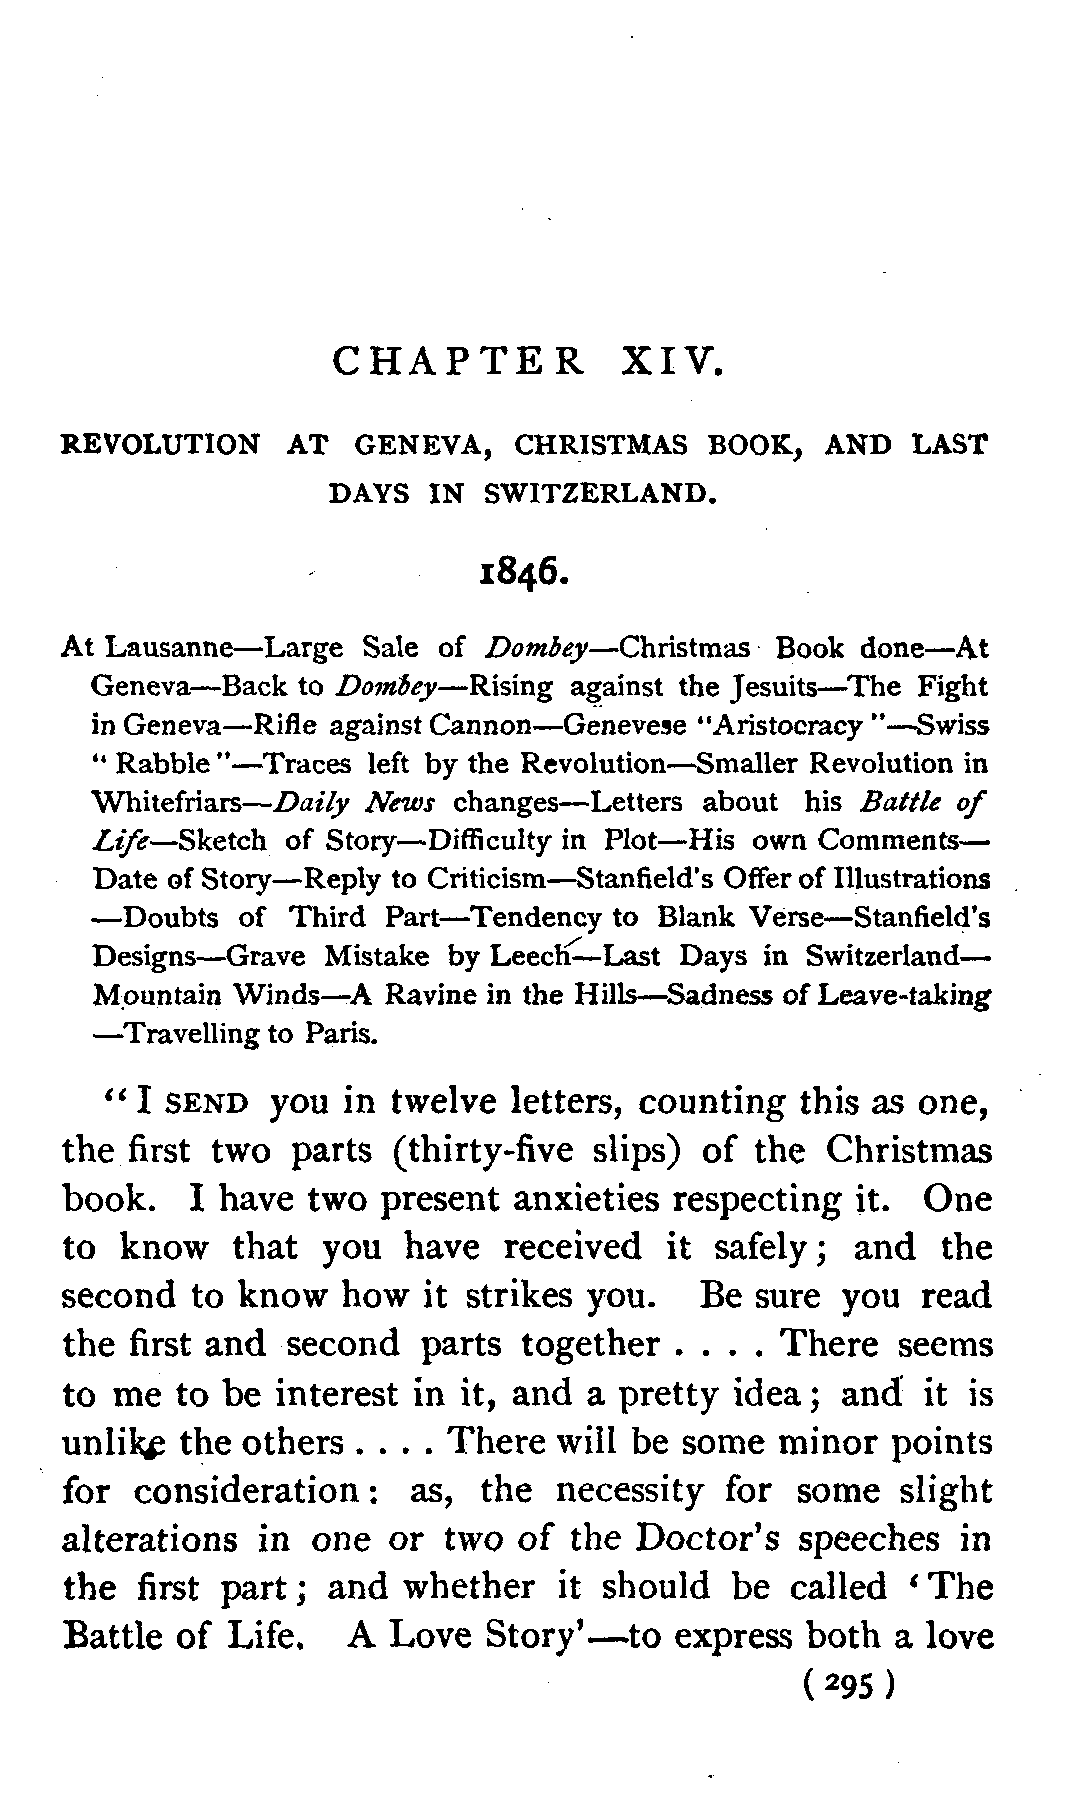 CHAPTER XIV.
REVOLUTION AT GENEVA, CHRISTMAS BOOK, AND LAST
DAYS IN SWITZERLAND.
1846.
At Lausanne—Large Sale of Dombey—Christmas Book done—At
Geneva—Back to Dombey—Rising against the Jesuits—The Fight
in Geneva—Rifle against Cannon—Genevese "Aristocracy"—Swiss
"Rabble"—Traces left by the Revolution—Smaller Revolution in
Whitefriars—Daily News changes—Letters about his Battle of
Life—Sketch of Story—Difficulty in Plot—His own Comments—
Date of Story—Reply to Criticism—Stanfield's Offer of Illustrations
—Doubts of Third Part—Tendency to Blank Verse—Stanfield's
Designs—Grave Mistake by Leech—Last Days in Switzerland—
Mountain Winds—A Ravine in the Hills—Sadness of Leave-taking
—Travelling to Paris.
"I SEND you in twelve letters, counting this as one,
the first two parts (thirty-five slips) of the Christmas
book. I have two present anxieties respecting it. One
to know that you have received it safely; and the
second to know how it strikes you. Be sure you read
the first and second parts together . . . . There seems
to me to be interest in it, and a pretty idea; and it is
unlike the others . . . . There will be some minor points
for consideration: as, the necessity for some slight
alterations in one or two of the Doctor's speeches in
the first part; and whether it should be called 'The
Battle of Life. A Love Story'—to express both a love
(295)